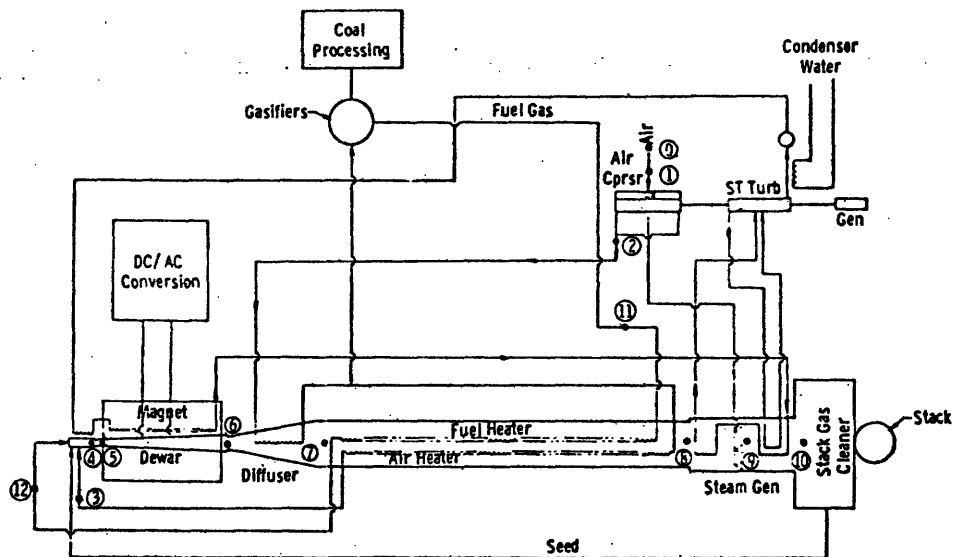 Coal
Processing
Condenser
Water
Gasifiers
Fuel Gas
Air
⓪
Air
Cprsr
①
ST Turb
Gen
②
DC/AC
Conversion
⑪
Magnet
⑥
Fuel Heater
Stack
④ ⑤
Dewar
⑦
Air Heater
⑧
⑨
⑩
Stack Gas
Cleaner
Diffuser
Steam Gen
⑫
③
Seed